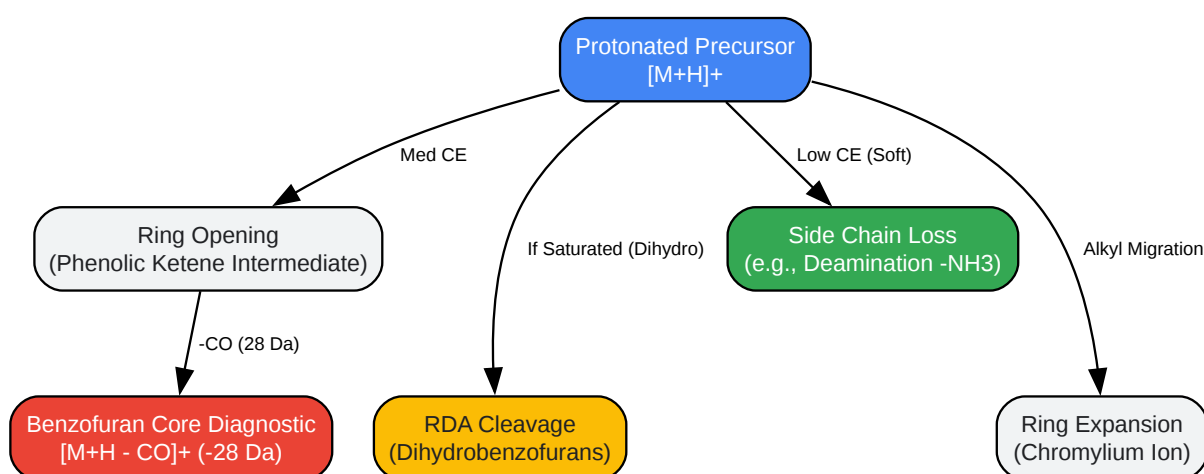 Protonated Precursor
[M+H]+
Med CE
Low CE (Soft)
Ring Opening
(Phenolic Ketene Intermediate)
If Saturated (Dihydro)
Side Chain Loss
(e.g., Deamination -NH3)
Alkyl Migration
-CO (28 Da)
Benzofuran Core Diagnostic
[M+H - CO]+ (-28 Da)
RDA Cleavage
(Dihydrobenzofurans)
Ring Expansion
(Chromylium Ion)